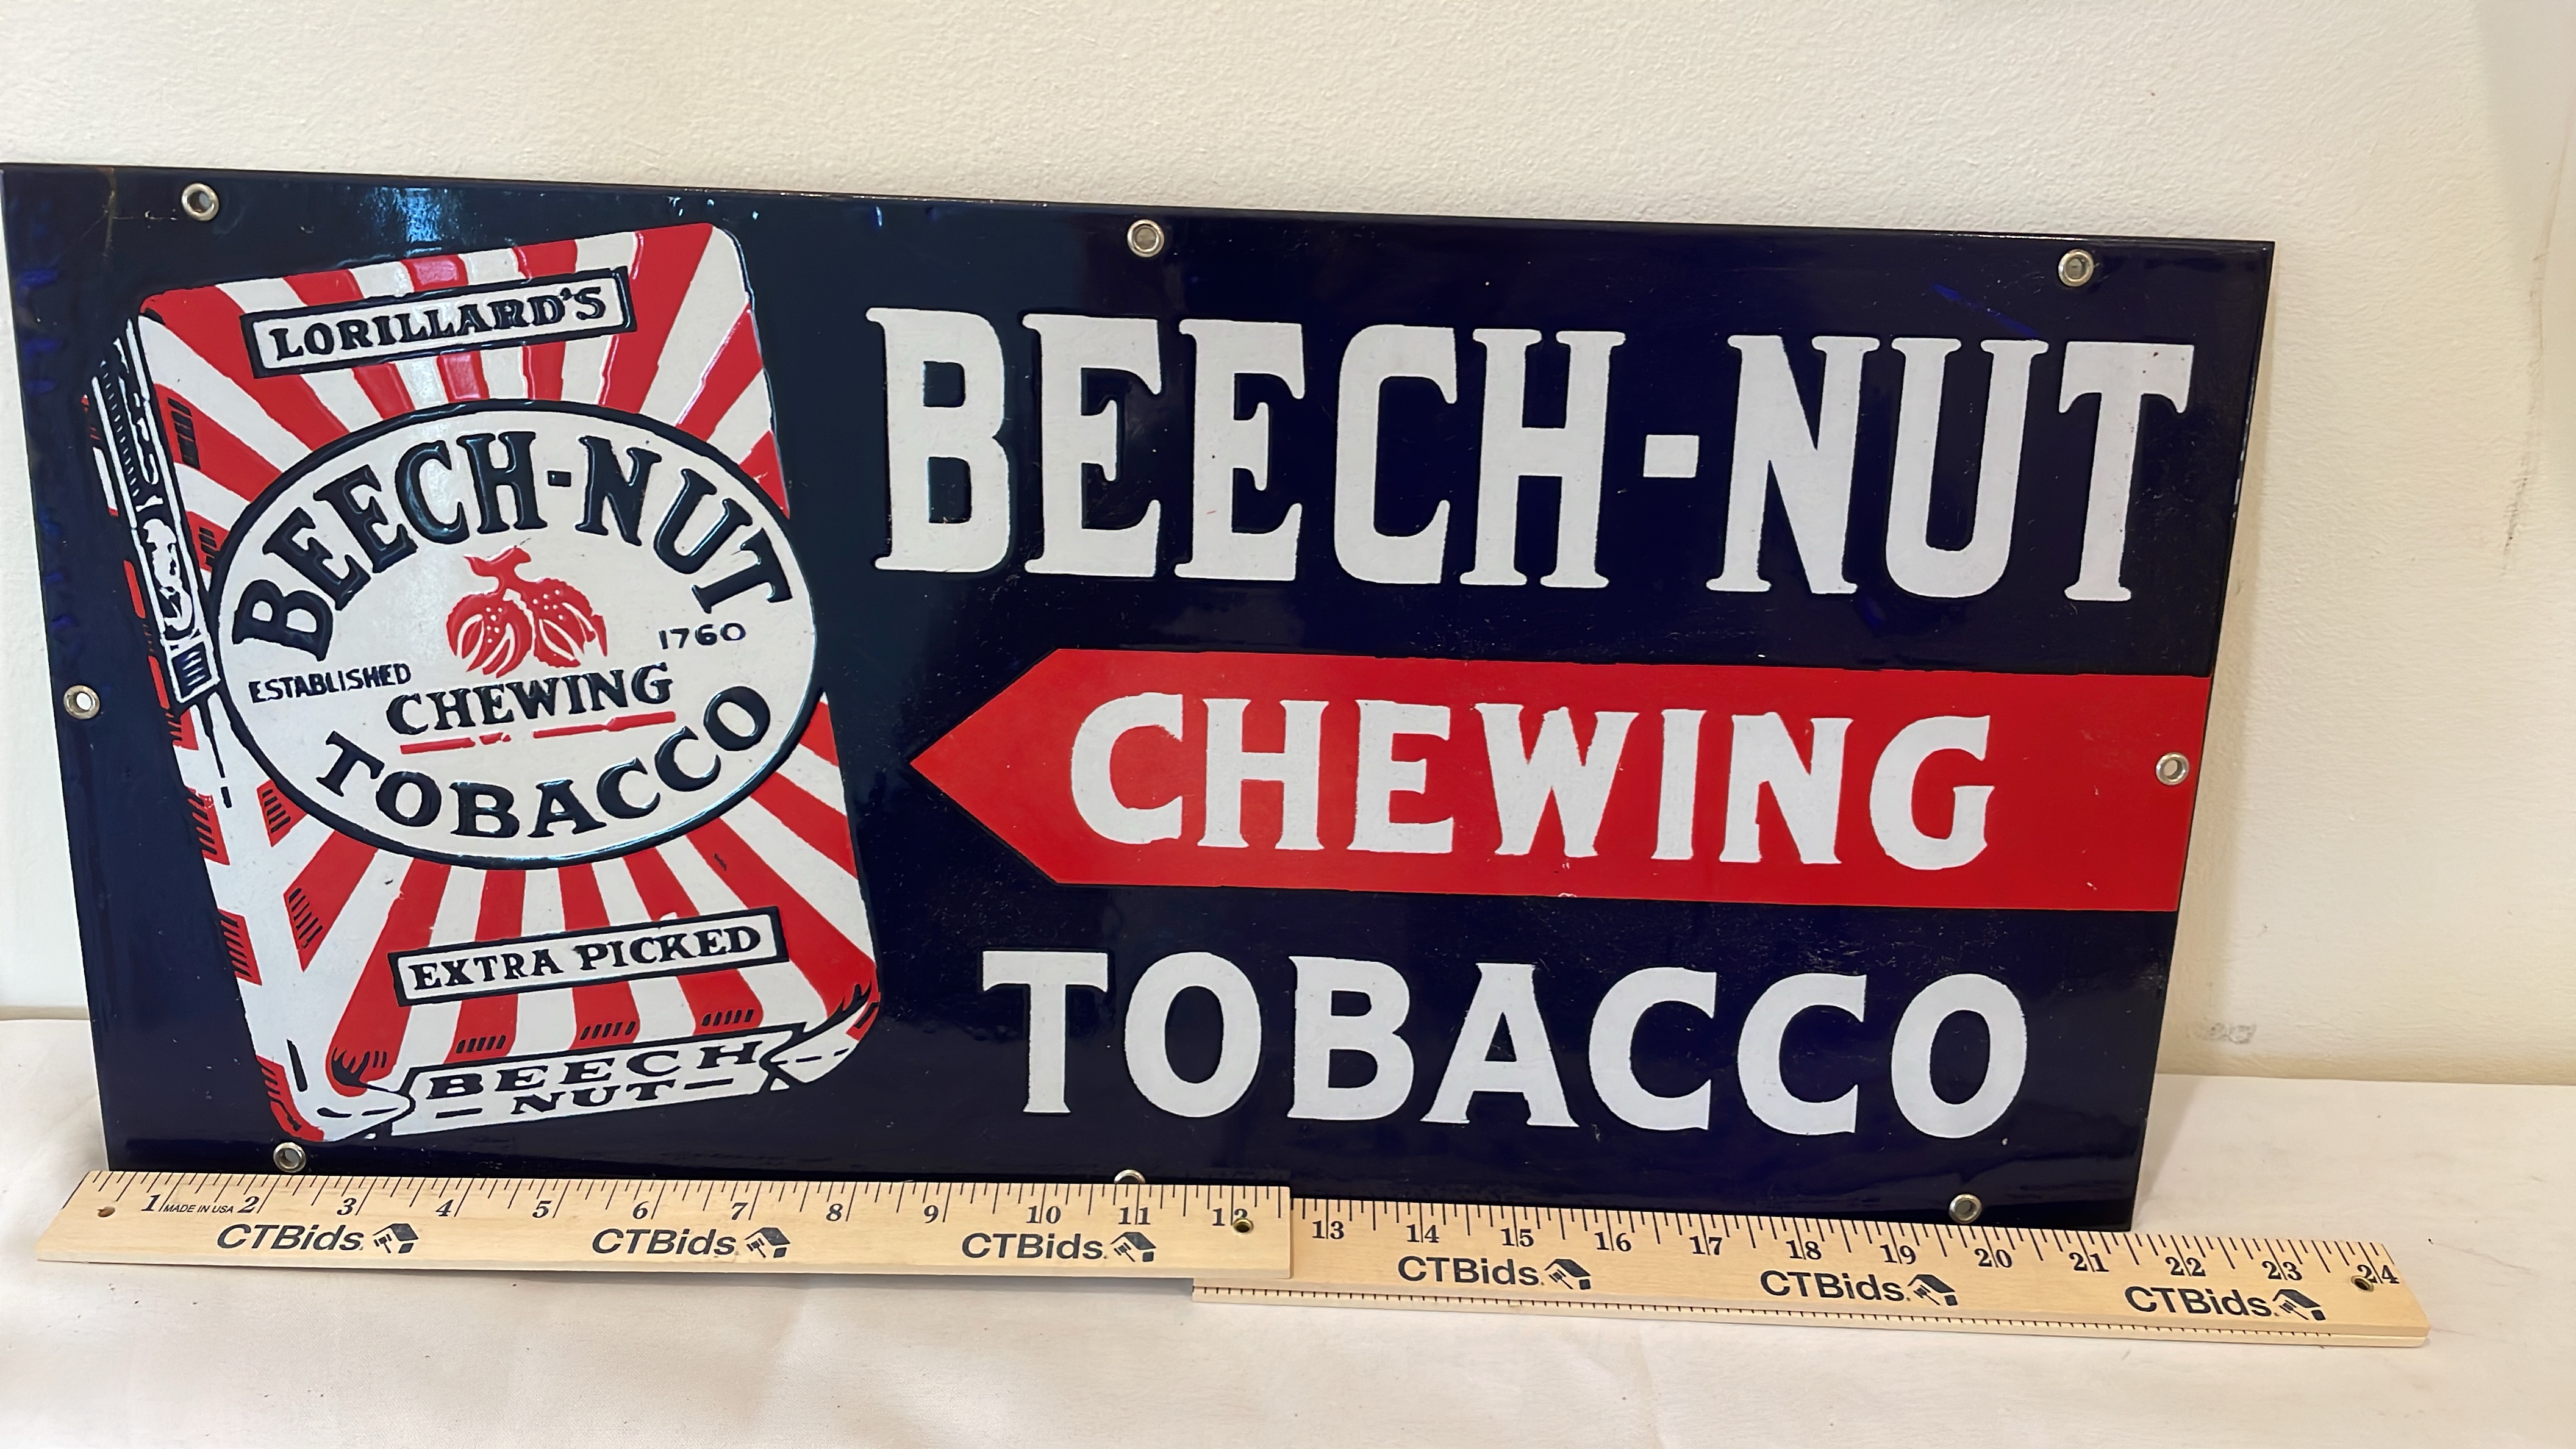 LORILLARD'S
BEECH-NUT
ESTABLISHED 1760
CHEWING
TOBACCO
EXTRA PICKED
BEECH
NUT
BEECH-NUT
CHEWING
TOBACCO
1 MADE IN USA 2 3 4 5 6 7 8 9 10 11 12
CTBids. CTBids. CTBids.
13 14 15 16 17 18 19 20 21 22 23 24
CTBids. CTBids. CTBids.